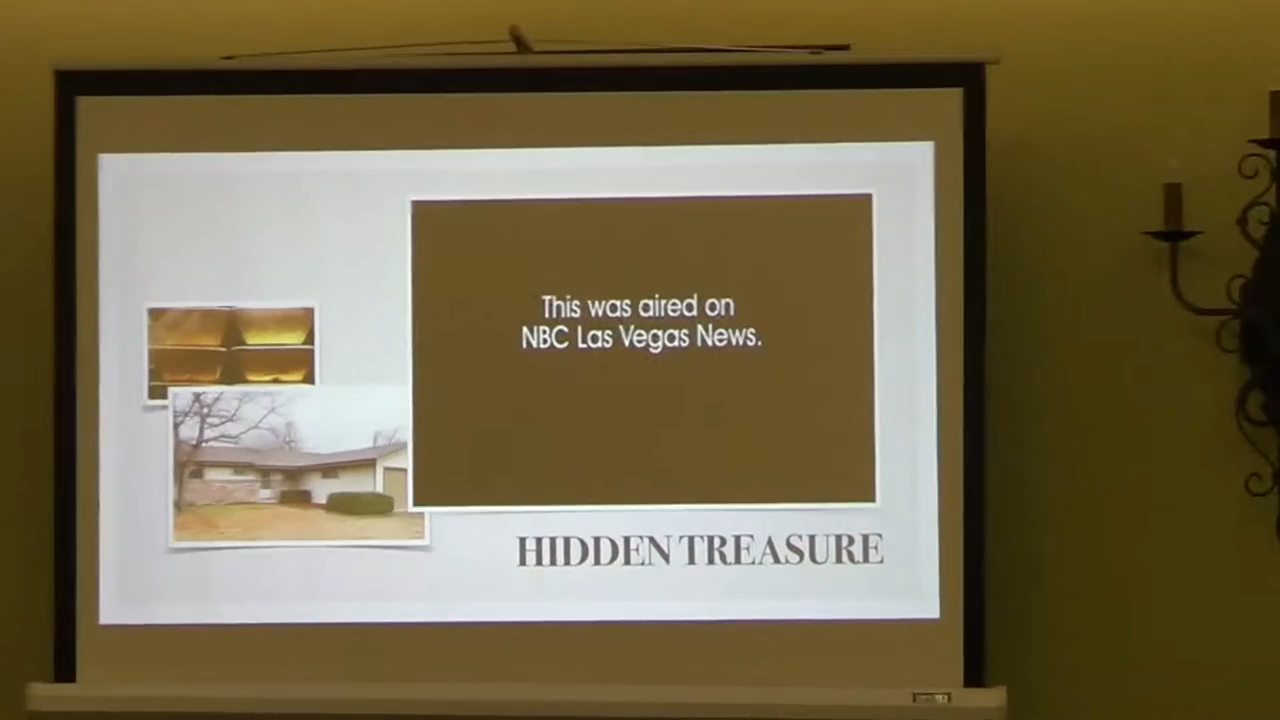 This was aired on
NBC Las Vegas News.
HIDDEN TREASURE